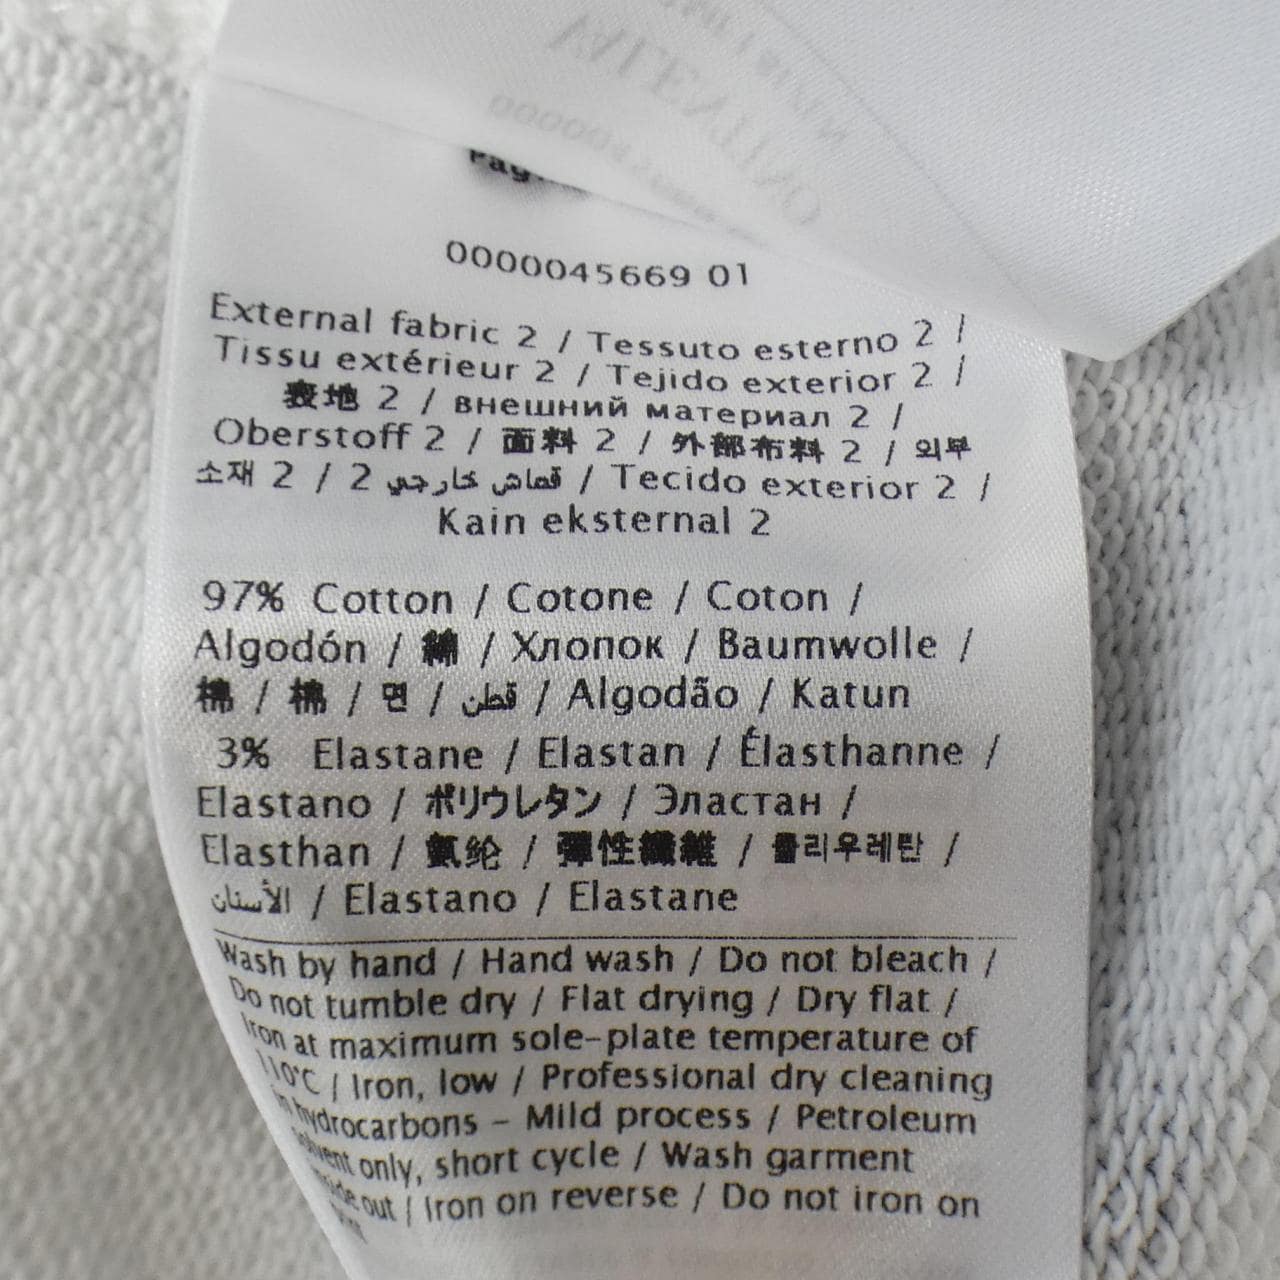 VALENTINO
0000045669 01
External fabric 2 / Tessuto esterno 2 /
Tissu extérieur 2 / Tejido exterior 2 /
表地 2 / внешний материал 2 /
Oberstoff 2 / 面料 2 / 外部布料 2 / 외부
소재 2 / 2 قماش خارجي / Tecido exterior 2 /
Kain eksternal 2
97% Cotton / Cotone / Coton /
Algodón / 綿 / Хлопок / Baumwolle /
棉 / 棉 / 면 / قطن / Algodão / Katun
3% Elastane / Elastan / Élasthanne /
Elastano / ポリウレタン / Эластан /
Elasthan / 氨纶 / 彈性纖維 / 폴리우레탄 /
الأستان / Elastano / Elastane
Wash by hand / Hand wash / Do not bleach /
Do not tumble dry / Flat drying / Dry flat /
Iron at maximum sole-plate temperature of
110°C / Iron, low / Professional dry cleaning
in hydrocarbons - Mild process / Petroleum
solvent only, short cycle / Wash garment
inside out / Iron on reverse / Do not iron on